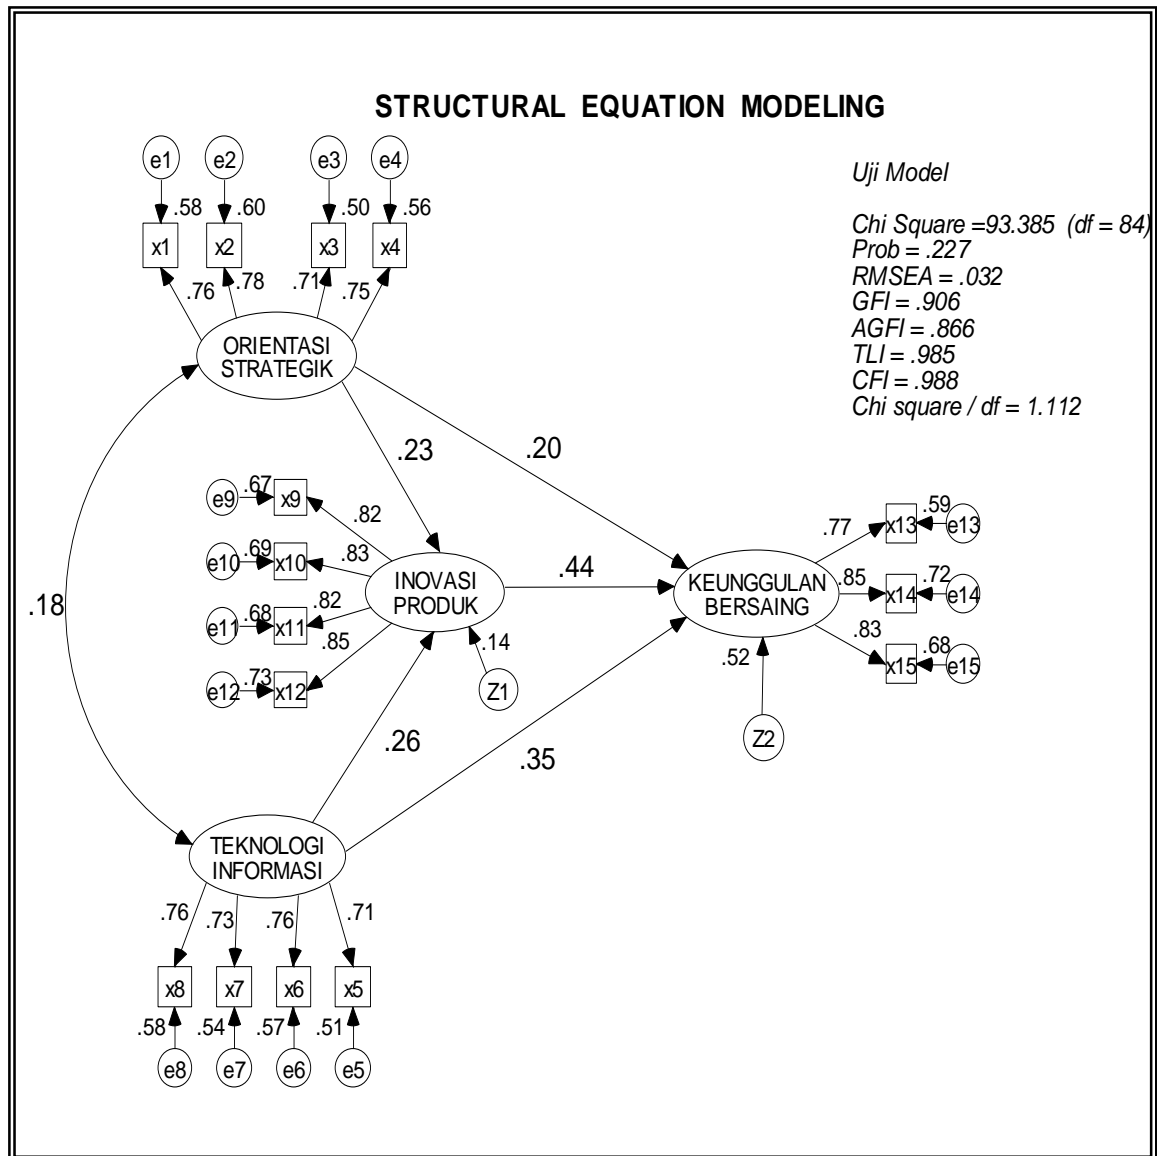 STRUCTURAL EQUATION MODELING
e1 e2 e3 e4
Uji Model
Chi Square =93.385 (df = 84)
Prob = .227
RMSEA = .032
GFI = .906
AGFI = .866
TLI = .985
CFI = .988
Chi square / df = 1.112
.58 .60 .50 .56
x1 x2 x3 x4
.76 .78 .71 .75
ORIENTASI
STRATEGIK
.23 .20
e9 .67 x9 .82
e10 .69 x10 .83
e11 .68 x11 .82
e12 .73 x12 .85
INOVASI
PRODUK
.14
Z1
.44
.18
KEUNGGULAN
BERSAING
.52
Z2
.77 x13 .59 e13
.85 x14 .72 e14
.83 x15 .68 e15
.26 .35
TEKNOLOGI
INFORMASI
.76 .73 .76 .71
x8 x7 x6 x5
.58 .54 .57 .51
e8 e7 e6 e5